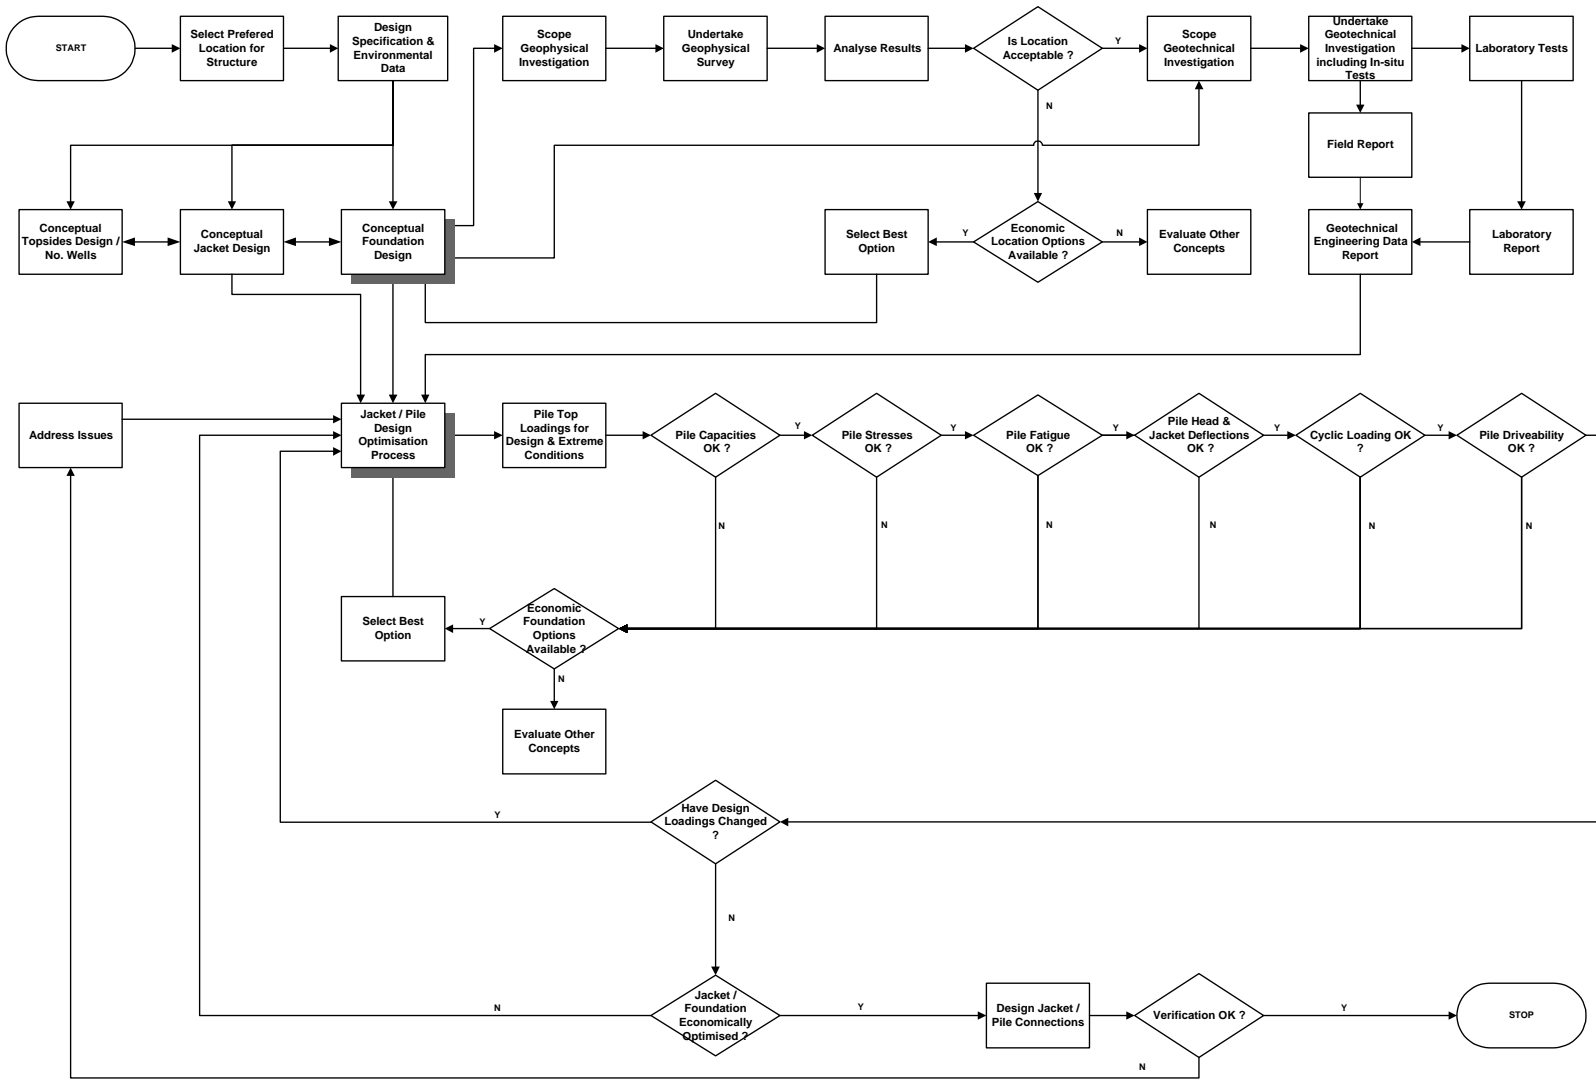 START
Select Prefered
Location for
Structure
Design
Specification &
Environmental
Data
Scope
Geophysical
Investigation
Undertake
Geophysical
Survey
Analyse Results
Is Location
Acceptable ?
Y
Scope
Geotechnical
Investigation
Undertake
Geotechnical
Investigation
including In-situ
Tests
Laboratory Tests
N
Field Report
Conceptual
Topsides Design /
No. Wells
Conceptual
Jacket Design
Conceptual
Foundation
Design
Select Best
Option
Y
Economic
Location Options
Available ?
N
Evaluate Other
Concepts
Geotechnical
Engineering Data
Report
Laboratory
Report
Address Issues
Jacket / Pile
Design
Optimisation
Process
Pile Top
Loadings for
Design & Extreme
Conditions
Pile Capacities
OK ?
Y
Pile Stresses
OK ?
Y
Pile Fatigue
OK ?
Y
Pile Head &
Jacket Deflections
OK ?
Y
Cyclic Loading OK
?
Y
Pile Driveability
OK ?
N
N
N
N
N
N
Select Best
Option
Y
Economic
Foundation
Options
Available ?
N
Evaluate Other
Concepts
Y
Have Design
Loadings Changed
?
N
N
Jacket /
Foundation
Economically
Optimised ?
Y
Design Jacket /
Pile Connections
Verification OK ?
Y
STOP
N